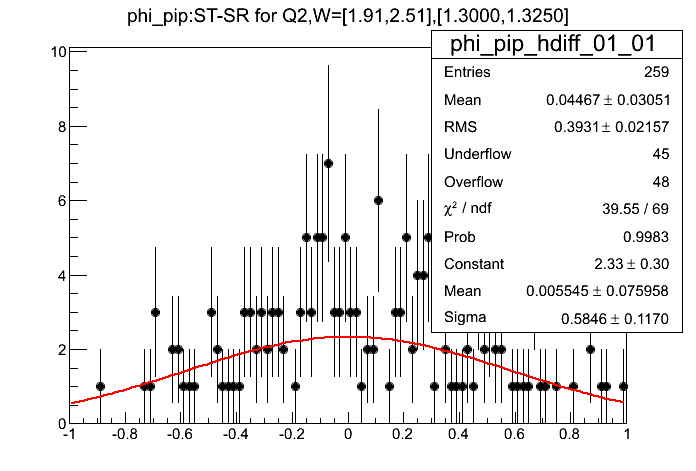 phi_pip:ST-SR for Q2,W=[1.91,2.51],[1.3000,1.3250]
phi_pip_hdiff_01_01
Entries 259
Mean 0.04467 ± 0.03051
RMS 0.3931 ± 0.02157
Underflow 45
Overflow 48
χ² / ndf 39.55 / 69
Prob 0.9983
Constant 2.33 ± 0.30
Mean 0.005545 ± 0.075958
Sigma 0.5846 ± 0.1170
10
8
6
4
2
0
-1 -0.8 -0.6 -0.4 -0.2 0 0.2 0.4 0.6 0.8 1